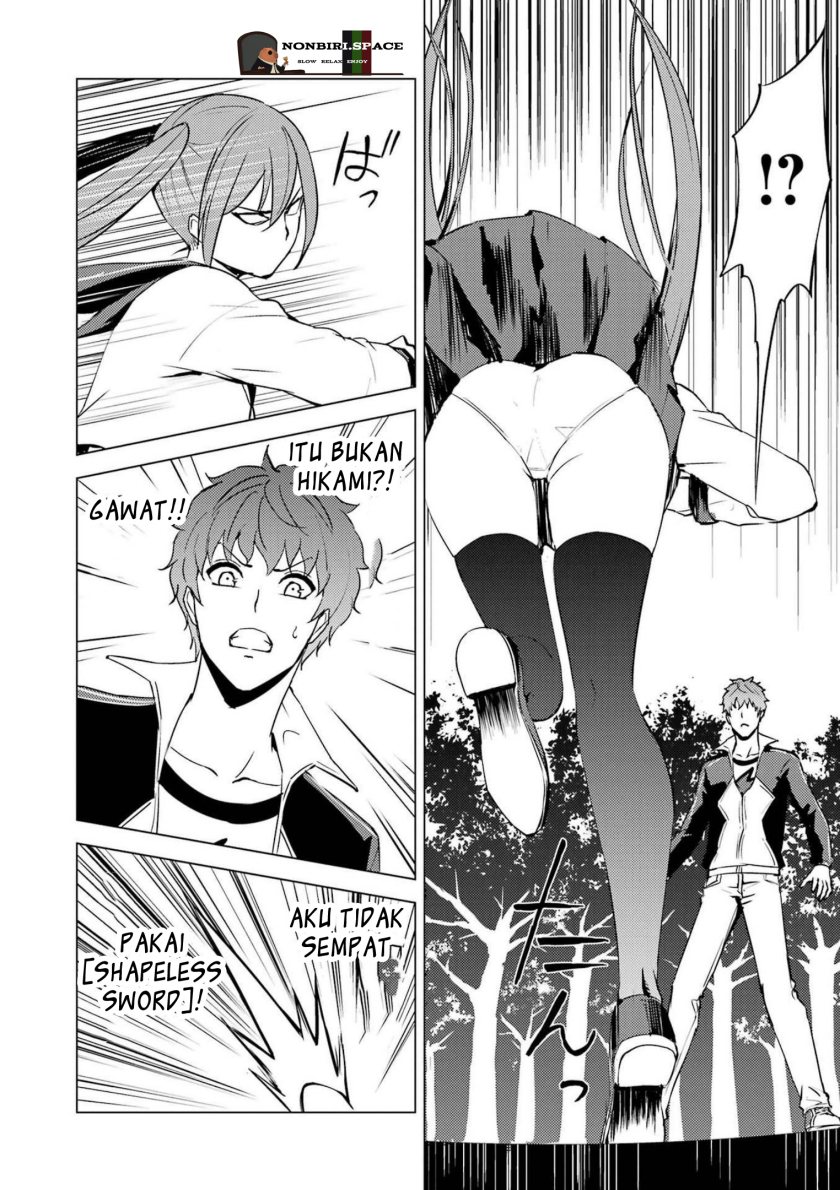 NONBIRI.SPACE
SLOW RELAX ENJOY
!?
たんっ
ばっ
ITU BUKAN
HIKAMI?!
GAWAT!!
AKU TIDAK
SEMPAT
PAKAI
[SHAPELESS
SWORD]!